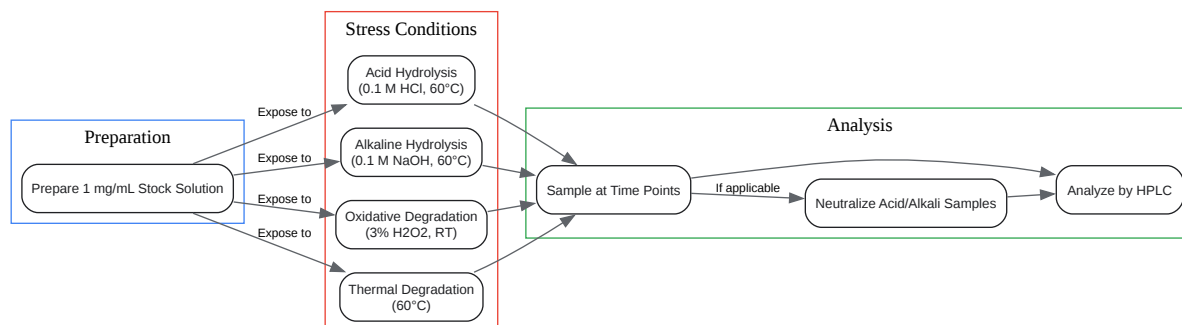 Preparation
Prepare 1 mg/mL Stock Solution
Expose to
Expose to
Expose to
Expose to
Stress Conditions
Acid Hydrolysis
(0.1 M HCl, 60°C)
Alkaline Hydrolysis
(0.1 M NaOH, 60°C)
Oxidative Degradation
(3% H2O2, RT)
Thermal Degradation
(60°C)
Analysis
Sample at Time Points
If applicable
Neutralize Acid/Alkali Samples
Analyze by HPLC